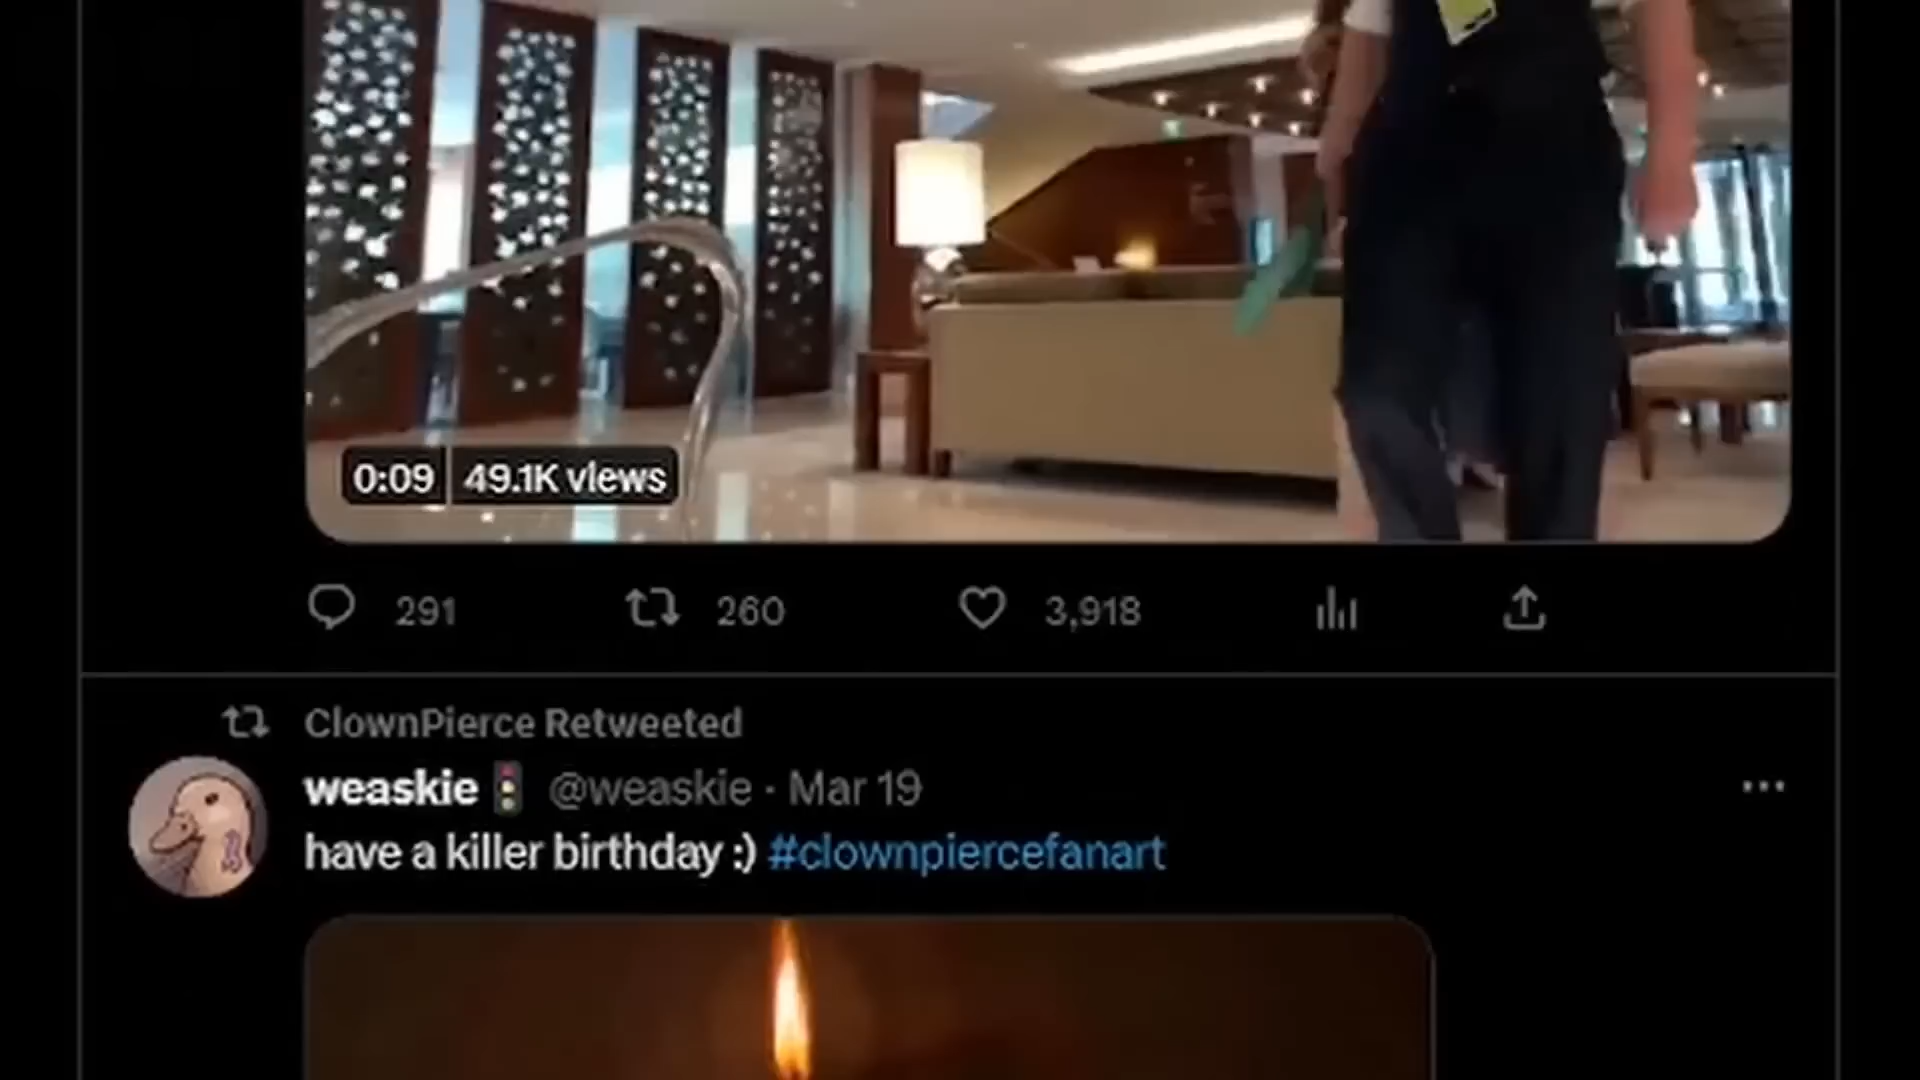 0:09 49.1K views
291 260 3,918
ClownPierce Retweeted
weaskie🚦 @weaskie · Mar 19
have a killer birthday :) #clownpiercefanart